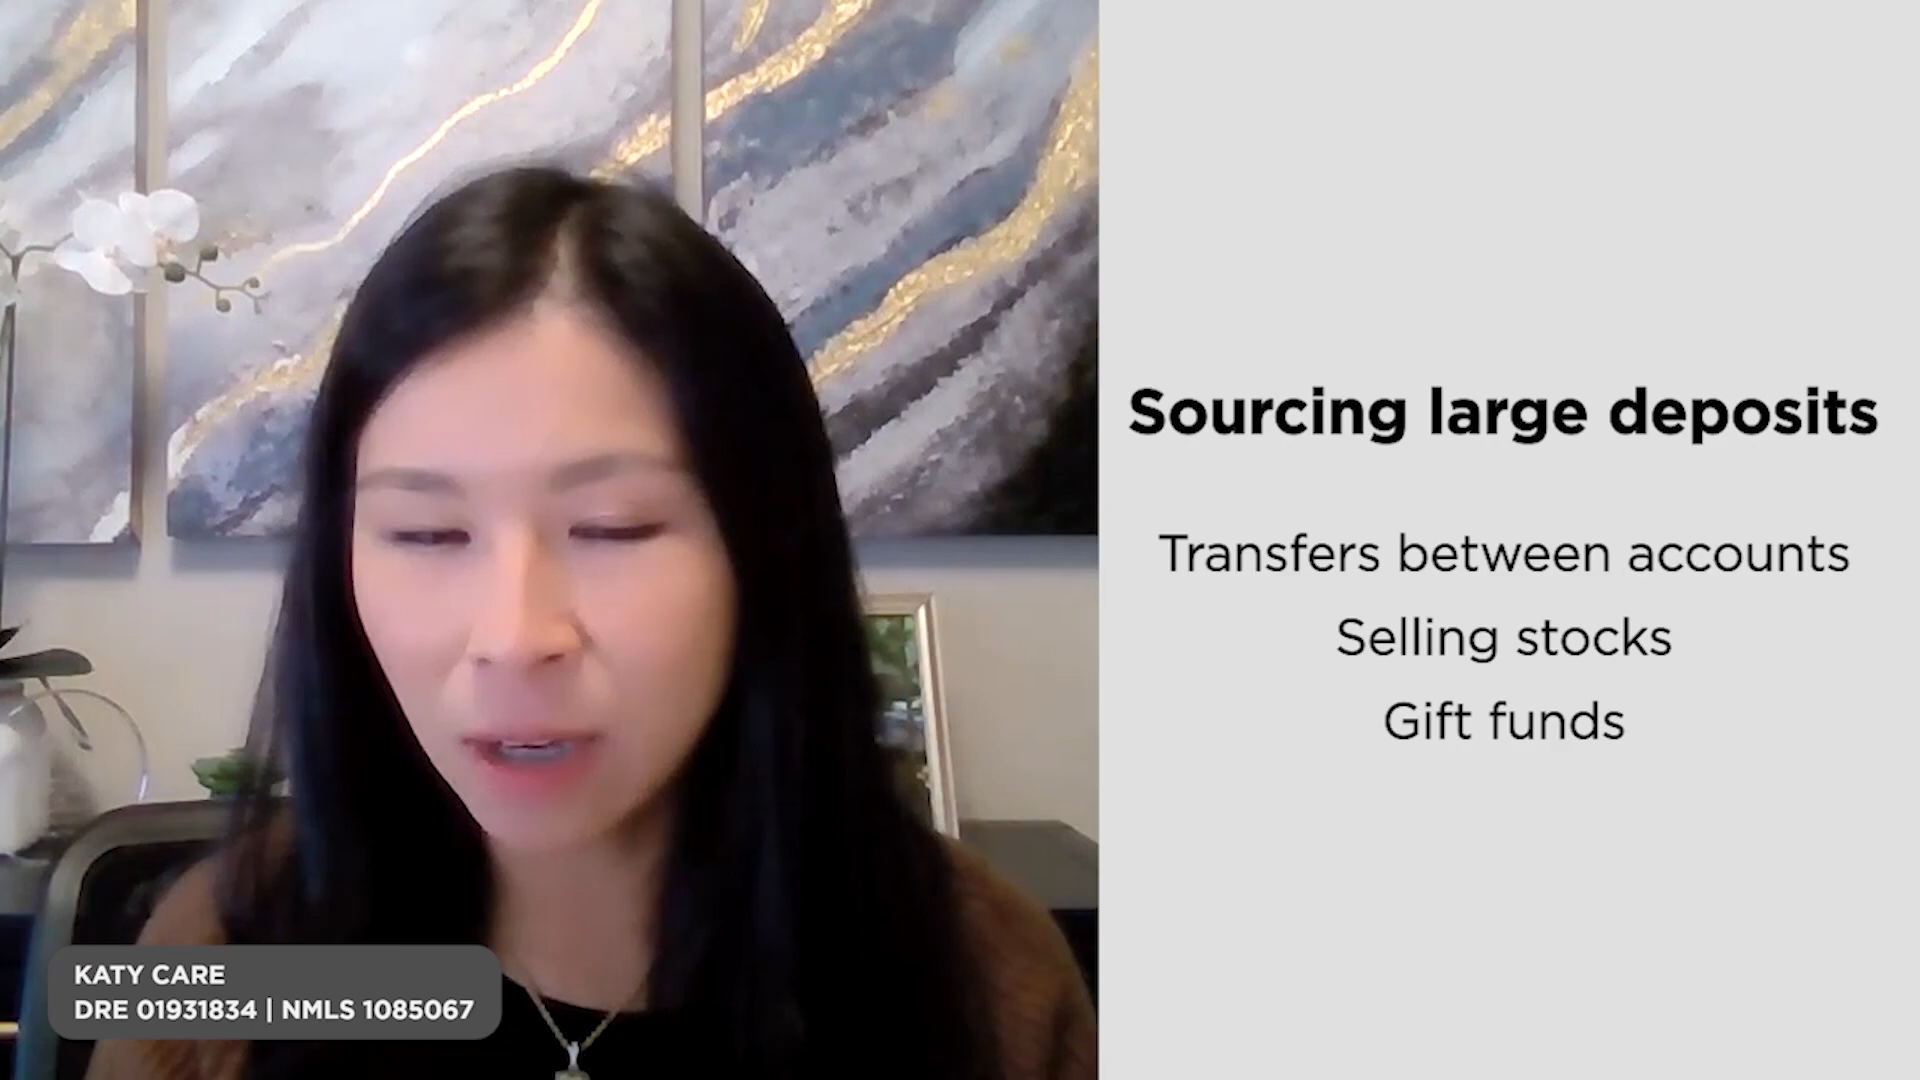 Sourcing large deposits
Transfers between accounts
Selling stocks
Gift funds
KATY CARE
DRE 01931834 | NMLS 1085067